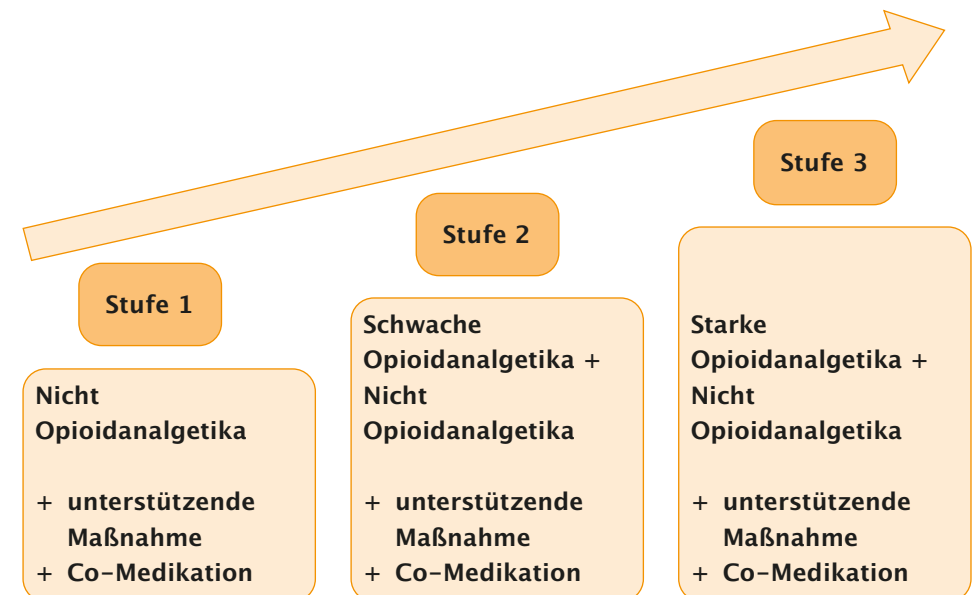 Stufe 1
Nicht
Opioidanalgetika
+ unterstützende
Maßnahme
+ Co-Medikation
Stufe 2
Schwache
Opioidanalgetika +
Nicht
Opioidanalgetika
+ unterstützende
Maßnahme
+ Co-Medikation
Stufe 3
Starke
Opioidanalgetika +
Nicht
Opioidanalgetika
+ unterstützende
Maßnahme
+ Co-Medikation